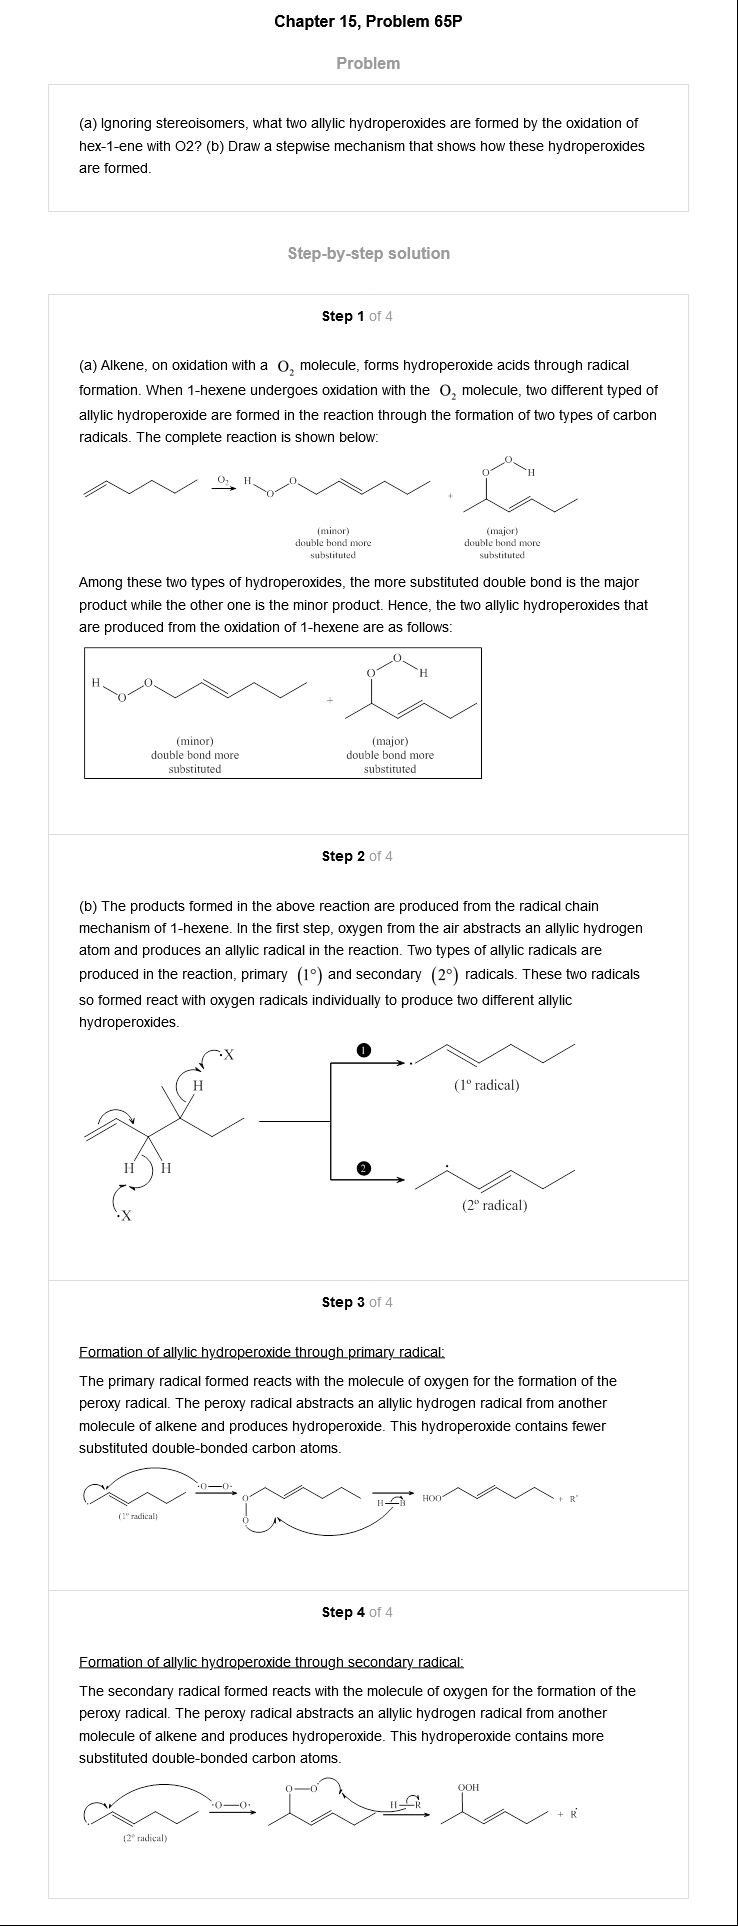 Chapter 15, Problem 65P
Problem
(a) Ignoring stereoisomers, what two allylic hydroperoxides are formed by the oxidation of
hex-1-ene with O2? (b) Draw a stepwise mechanism that shows how these hydroperoxides
are formed.
Step-by-step solution
Step 1 of 4
(a) Alkene, on oxidation with a O₂ molecule, forms hydroperoxide acids through radical
formation. When 1-hexene undergoes oxidation with the O₂ molecule, two different typed of
allylic hydroperoxide are formed in the reaction through the formation of two types of carbon
radicals. The complete reaction is shown below:
O
O₂ H O O H
O +
(minor) (major)
double bond more double bond more
substituted substituted
Among these two types of hydroperoxides, the more substituted double bond is the major
product while the other one is the minor product. Hence, the two allylic hydroperoxides that
are produced from the oxidation of 1-hexene are as follows:
O
H O O H
O +
(minor) (major)
double bond more double bond more
substituted substituted
Step 2 of 4
(b) The products formed in the above reaction are produced from the radical chain
mechanism of 1-hexene. In the first step, oxygen from the air abstracts an allylic hydrogen
atom and produces an allylic radical in the reaction. Two types of allylic radicals are
produced in the reaction, primary (1°) and secondary (2°) radicals. These two radicals
so formed react with oxygen radicals individually to produce two different allylic
hydroperoxides.
·X 1
H (1º radical)
H H 2
·X (2º radical)
Step 3 of 4
Formation of allylic hydroperoxide through primary radical:
The primary radical formed reacts with the molecule of oxygen for the formation of the
peroxy radical. The peroxy radical abstracts an allylic hydrogen radical from another
molecule of alkene and produces hydroperoxide. This hydroperoxide contains fewer
substituted double-bonded carbon atoms.
·O—O· O H—B HOO + R·
(1º radical) O
Step 4 of 4
Formation of allylic hydroperoxide through secondary radical:
The secondary radical formed reacts with the molecule of oxygen for the formation of the
peroxy radical. The peroxy radical abstracts an allylic hydrogen radical from another
molecule of alkene and produces hydroperoxide. This hydroperoxide contains more
substituted double-bonded carbon atoms.
O—O· OOH
·O—O· H—R + R·
(2º radical)